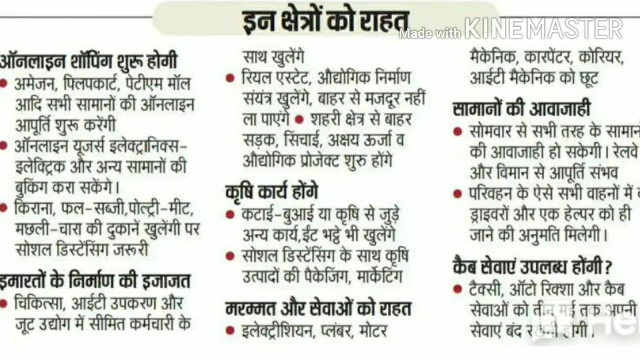 इन क्षेत्रों को राहत
Made with KINEMASTER
ऑनलाइन शॉपिंग शुरू होगी
• अमेजन, फ्लिपकार्ट, पेटीएम मॉल
आदि सभी सामानों की ऑनलाइन
आपूर्ति शुरू करेंगी
• ऑनलाइन यूजर्स इलेक्ट्रानिक्स-
इलेक्ट्रिक और अन्य सामानों की
बुकिंग करा सकेंगे।
• किराना, फल-सब्जी,पोल्ट्री-मीट,
मछली-चारा की दुकानें खुलेंगी पर
सोशल डिस्टेंसिंग जरूरी
इमारतों के निर्माण की इजाजत
• चिकित्सा, आईटी उपकरण और
जूट उद्योग में सीमित कर्मचारी के
साथ खुलेंगे
• रियल एस्टेट, औद्योगिक निर्माण
संयंत्र खुलेंगे, बाहर से मजदूर नहीं
ला पाएंगे • शहरी क्षेत्र से बाहर
सड़क, सिंचाई, अक्षय ऊर्जा व
औद्योगिक प्रोजेक्ट शुरू होंगे
कृषि कार्य होंगे
• कटाई-बुआई या कृषि से जुड़े
अन्य कार्य,ईंट भट्ठे भी खुलेंगे
• सोशल डिस्टेंसिंग के साथ कृषि
उत्पादों की पैकेजिंग, मार्केटिंग
मरम्मत और सेवाओं को राहत
• इलेक्ट्रीशियन, प्लंबर, मोटर
मैकेनिक, कारपेंटर, कोरियर,
आईटी मैकेनिक को छूट
सामानों की आवाजाही
• सोमवार से सभी तरह के सामानों
की आवाजाही हो सकेगी। रेलवे
और विमान से आपूर्ति संभव
• परिवहन के ऐसे सभी वाहनों में
ड्राइवरों और एक हेल्पर को ही
जाने की अनुमति मिलेगी।
कैब सेवाएं उपलब्ध होंगी?
• टैक्सी, ऑटो रिक्शा और कैब
सेवाओं को तीन मई तक अपनी
सेवाएं बंद होगी।